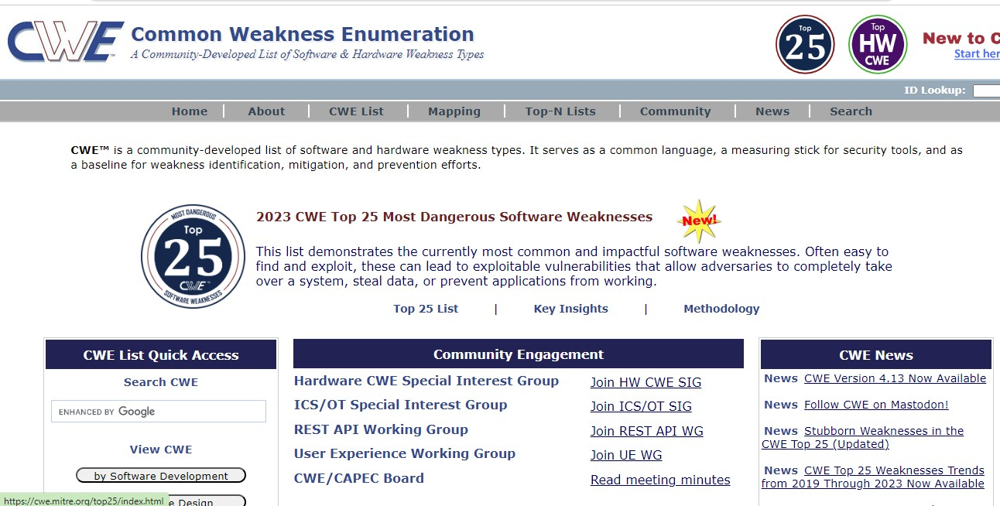 CWE™
Common Weakness Enumeration
A Community-Developed List of Software & Hardware Weakness Types
Top
25
Top
HW
CWE
New to C
Start her
ID Lookup:
Home
About
CWE List
Mapping
Top-N Lists
Community
News
Search
CWE™ is a community-developed list of software and hardware weakness types. It serves as a common language, a measuring stick for security tools, and as
a baseline for weakness identification, mitigation, and prevention efforts.
MOST DANGEROUS
Top
25
CWE™
SOFTWARE WEAKNESSES
2023 CWE Top 25 Most Dangerous Software Weaknesses
New!
This list demonstrates the currently most common and impactful software weaknesses. Often easy to
find and exploit, these can lead to exploitable vulnerabilities that allow adversaries to completely take
over a system, steal data, or prevent applications from working.
Top 25 List | Key Insights | Methodology
CWE List Quick Access
Search CWE
ENHANCED BY Google
View CWE
by Software Development
e Design
Community Engagement
Hardware CWE Special Interest Group Join HW CWE SIG
ICS/OT Special Interest Group Join ICS/OT SIG
REST API Working Group Join REST API WG
User Experience Working Group Join UE WG
CWE/CAPEC Board Read meeting minutes
CWE News
News CWE Version 4.13 Now Available
News Follow CWE on Mastodon!
News Stubborn Weaknesses in the
CWE Top 25 (Updated)
News CWE Top 25 Weaknesses Trends
from 2019 Through 2023 Now Available
https://cwe.mitre.org/top25/index.html